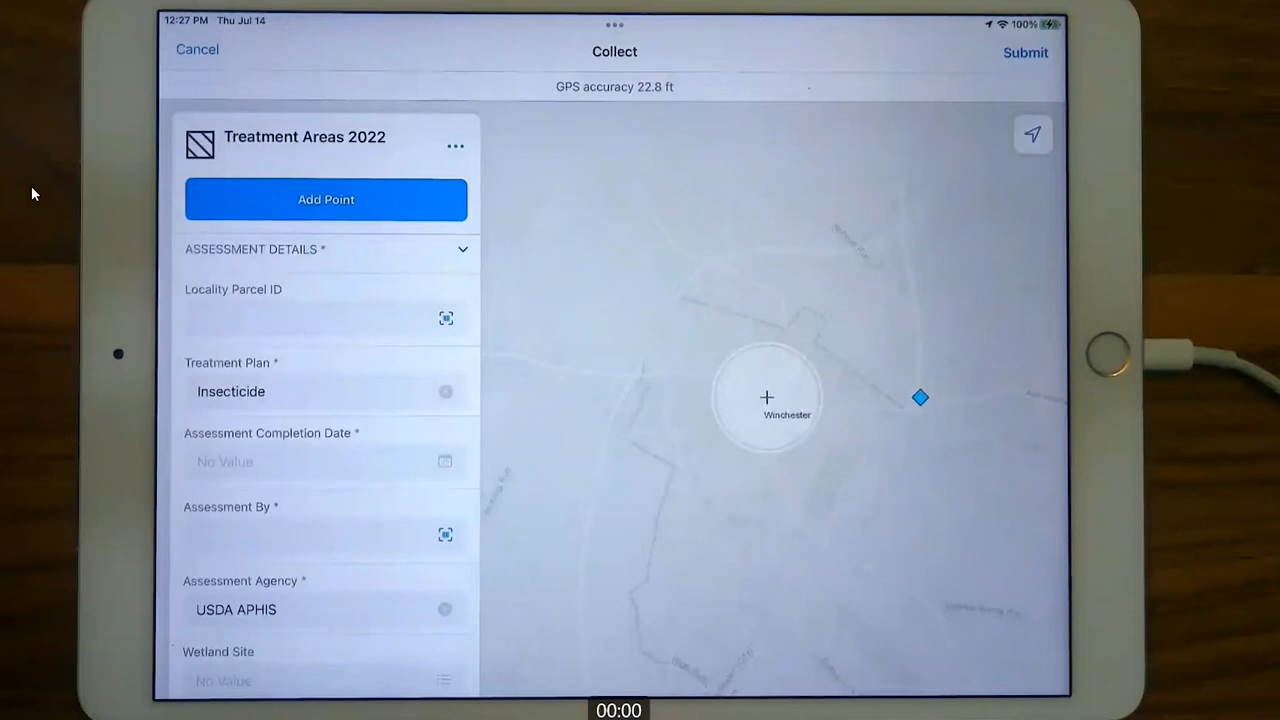 12:27 PM Thu Jul 14
100%
Cancel
Collect
Submit
GPS accuracy 22.8 ft
Treatment Areas 2022
Add Point
ASSESSMENT DETAILS *
Locality Parcel ID
Treatment Plan *
Insecticide
Winchester
Assessment Completion Date *
No Value
Assessment By *
Assessment Agency *
USDA APHIS
Wetland Site
No Value
00:00